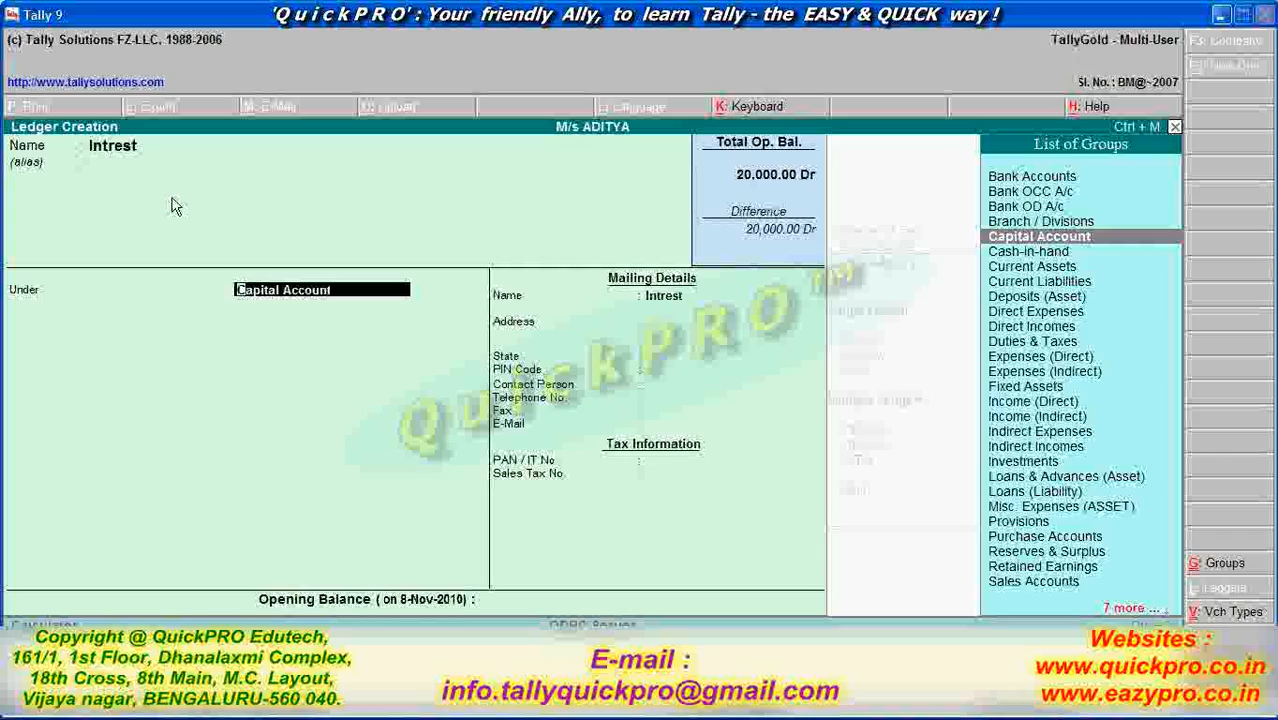 Tally 9
'QuickPRO': Your friendly Ally, to learn Tally - the EASY & QUICK way !
(c) Tally Solutions FZ-LLC, 1988-2006
TallyGold - Multi-User
http://www.tallysolutions.com
Sl. No.: BM@~2007
K: Keyboard
H: Help
Ledger Creation
M/s ADITYA
Ctrl + M
Name : Intrest
(alias)
Total Op. Bal.
20,000.00 Dr
Difference
20,000.00 Dr
Under
Capital Account
Mailing Details
Name : Intrest
Address
State
PIN Code :
Contact Person
Telephone No.
Fax
E-Mail
Tax Information
PAN / IT No :
Sales Tax No.
Opening Balance ( on 8-Nov-2010) :
QuickPRO™
List of Groups
Bank Accounts
Bank OCC A/c
Bank OD A/c
Branch / Divisions
Capital Account
Cash-in-hand
Current Assets
Current Liabilities
Deposits (Asset)
Direct Expenses
Direct Incomes
Duties & Taxes
Expenses (Direct)
Expenses (Indirect)
Fixed Assets
Income (Direct)
Income (Indirect)
Indirect Expenses
Indirect Incomes
Investments
Loans & Advances (Asset)
Loans (Liability)
Misc. Expenses (ASSET)
Provisions
Purchase Accounts
Reserves & Surplus
Retained Earnings
Sales Accounts
7 more ...
G: Groups
V: Vch Types
Copyright @ QuickPRO Edutech,
161/1, 1st Floor, Dhanalaxmi Complex,
18th Cross, 8th Main, M.C. Layout,
Vijaya nagar, BENGALURU-560 040.
E-mail :
info.tallyquickpro@gmail.com
Websites :
www.quickpro.co.in
www.eazypro.co.in